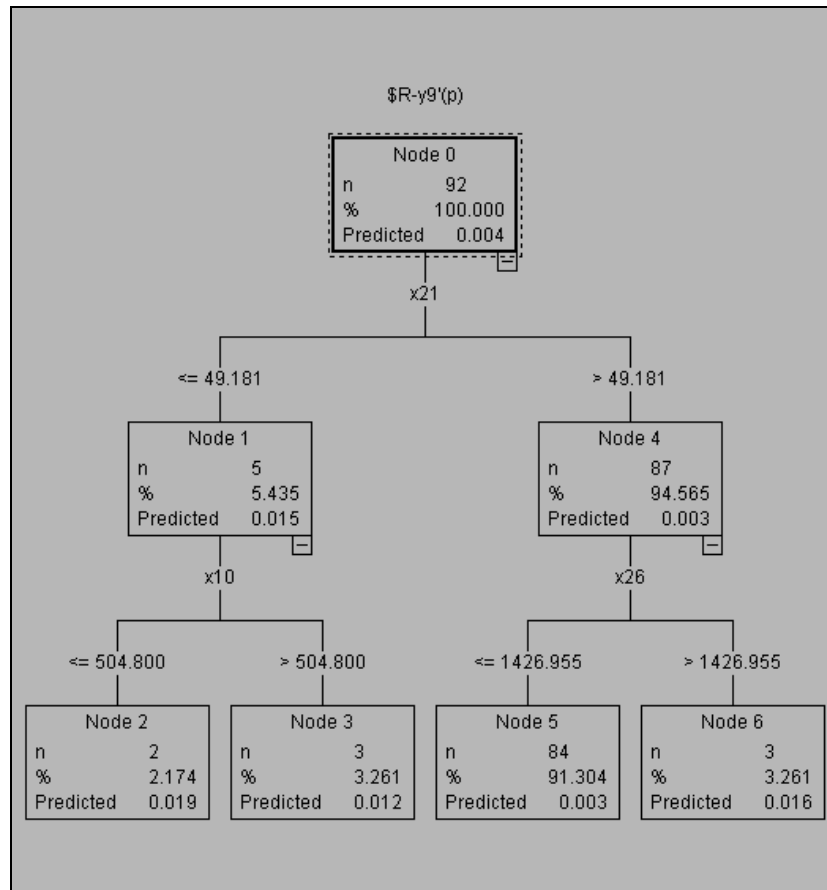 $R-y9'(p)
Node 0
n 92
% 100.000
Predicted 0.004
x21
<= 49.181
> 49.181
Node 1
n 5
% 5.435
Predicted 0.015
Node 4
n 87
% 94.565
Predicted 0.003
x10
x26
<= 504.800
> 504.800
<= 1426.955
> 1426.955
Node 2
n 2
% 2.174
Predicted 0.019
Node 3
n 3
% 3.261
Predicted 0.012
Node 5
n 84
% 91.304
Predicted 0.003
Node 6
n 3
% 3.261
Predicted 0.016